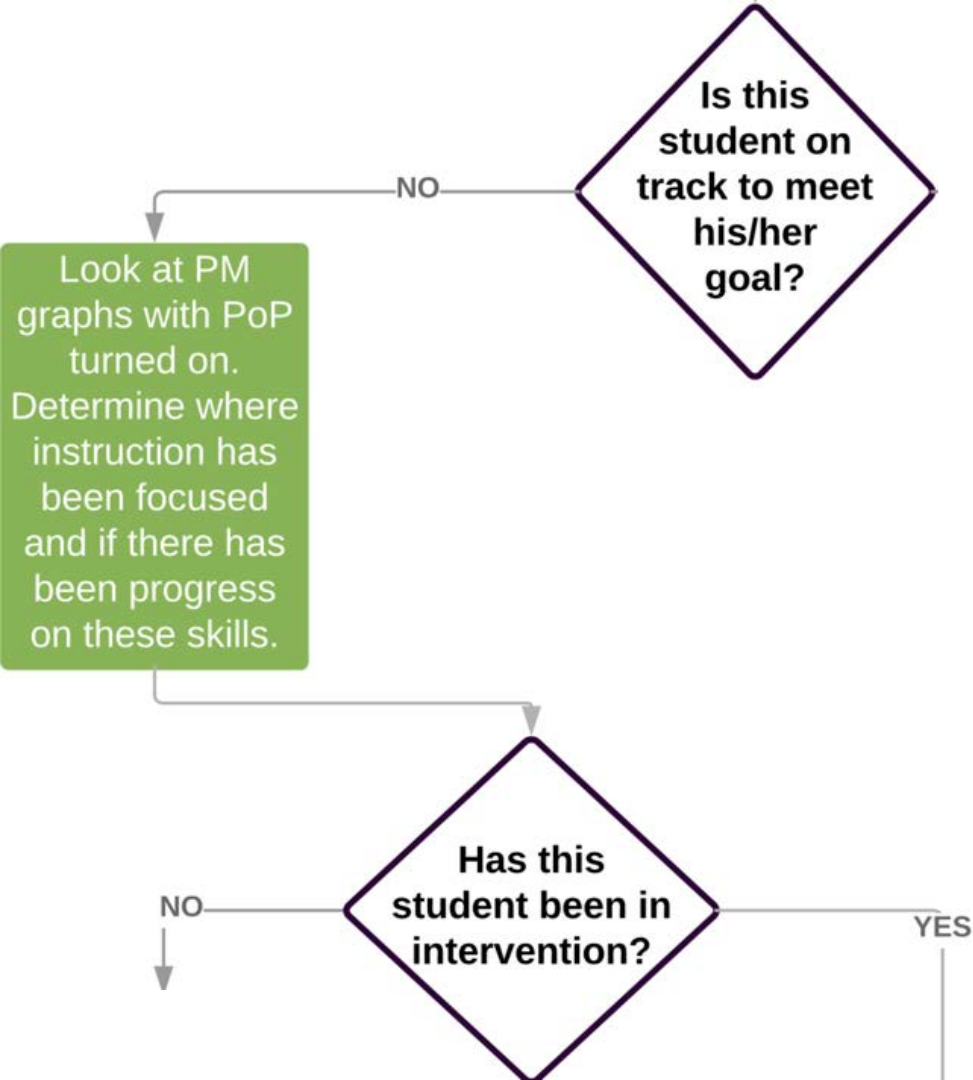 Is this
student on
track to meet
his/her
goal?
NO
Look at PM
graphs with PoP
turned on.
Determine where
instruction has
been focused
and if there has
been progress
on these skills.
Has this
student been in
intervention?
NO
YES